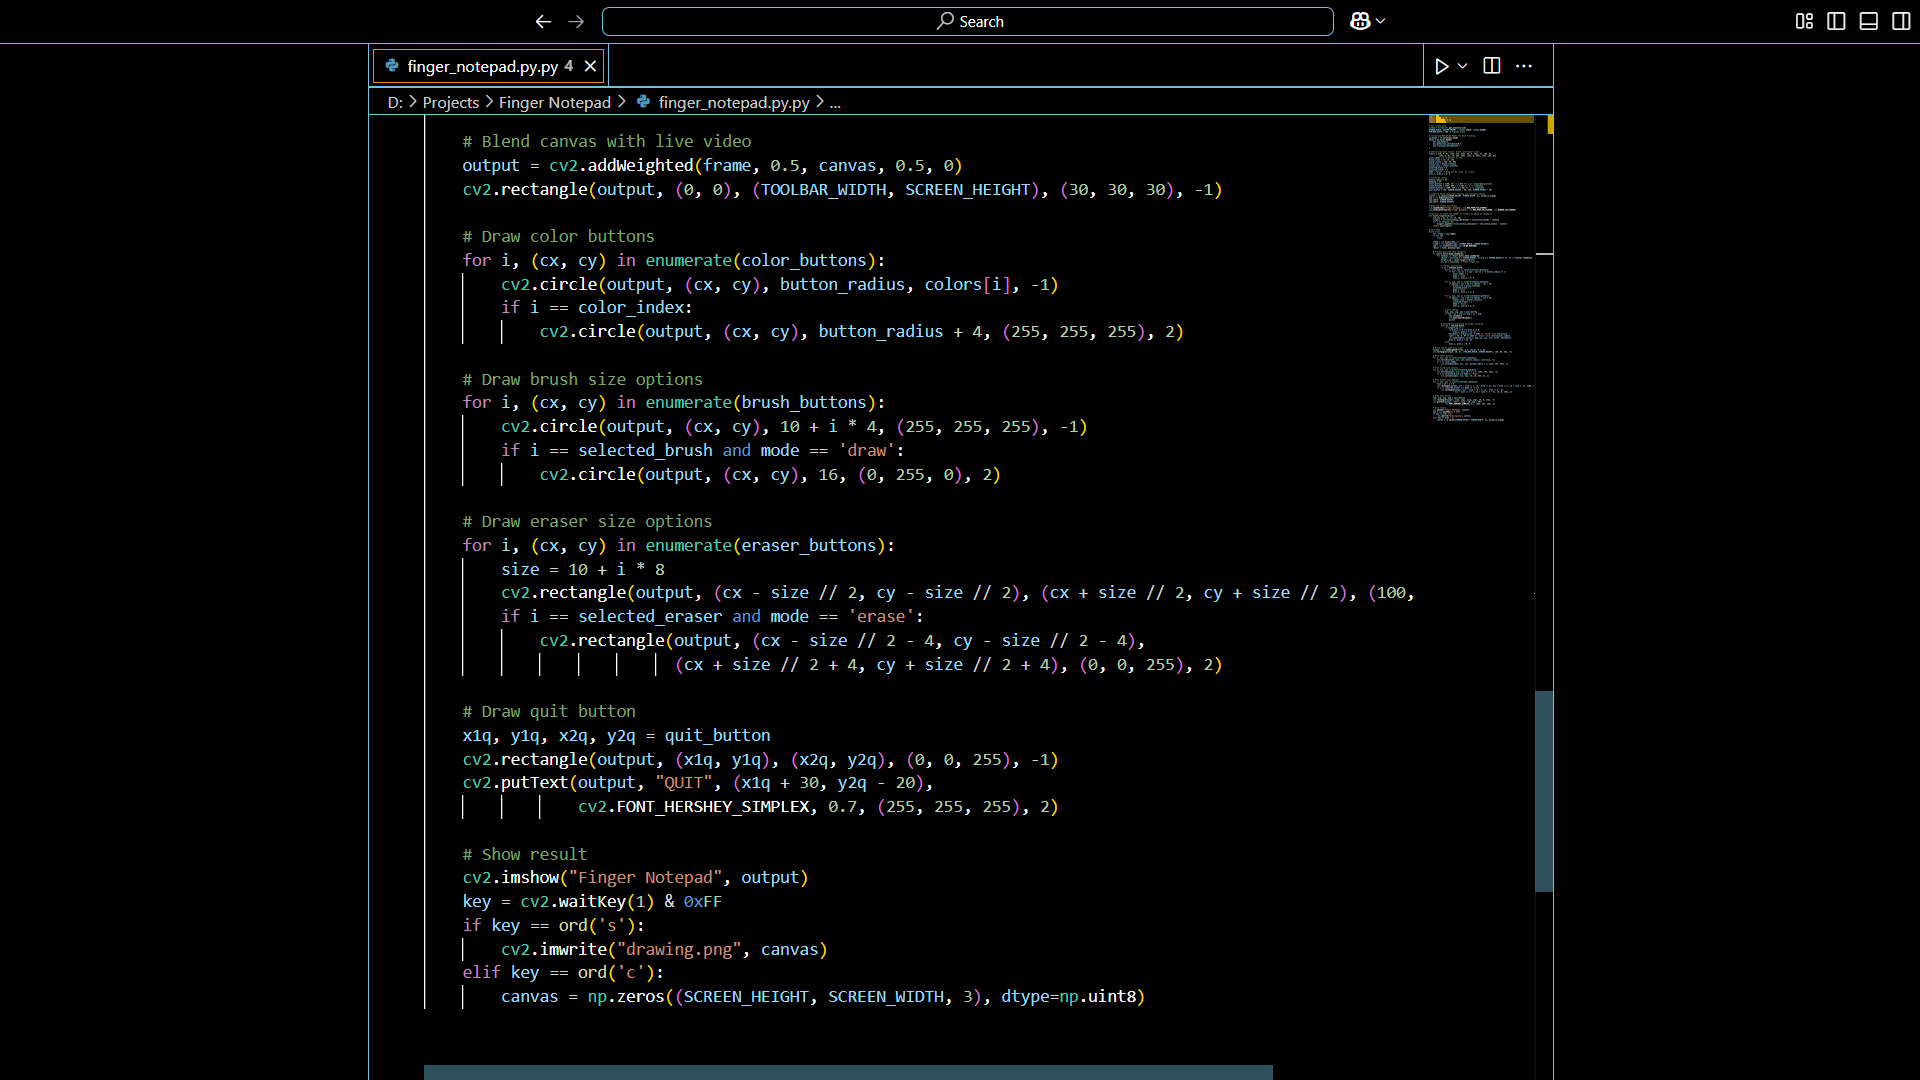 Search
finger_notepad.py.py 4
D: > Projects > Finger Notepad > finger_notepad.py.py > ...
# Blend canvas with live video
output = cv2.addWeighted(frame, 0.5, canvas, 0.5, 0)
cv2.rectangle(output, (0, 0), (TOOLBAR_WIDTH, SCREEN_HEIGHT), (30, 30, 30), -1)
# Draw color buttons
for i, (cx, cy) in enumerate(color_buttons):
cv2.circle(output, (cx, cy), button_radius, colors[i], -1)
if i == color_index:
cv2.circle(output, (cx, cy), button_radius + 4, (255, 255, 255), 2)
# Draw brush size options
for i, (cx, cy) in enumerate(brush_buttons):
cv2.circle(output, (cx, cy), 10 + i * 4, (255, 255, 255), -1)
if i == selected_brush and mode == 'draw':
cv2.circle(output, (cx, cy), 16, (0, 255, 0), 2)
# Draw eraser size options
for i, (cx, cy) in enumerate(eraser_buttons):
size = 10 + i * 8
cv2.rectangle(output, (cx - size // 2, cy - size // 2), (cx + size // 2, cy + size // 2), (100,
if i == selected_eraser and mode == 'erase':
cv2.rectangle(output, (cx - size // 2 - 4, cy - size // 2 - 4),
(cx + size // 2 + 4, cy + size // 2 + 4), (0, 0, 255), 2)
# Draw quit button
x1q, y1q, x2q, y2q = quit_button
cv2.rectangle(output, (x1q, y1q), (x2q, y2q), (0, 0, 255), -1)
cv2.putText(output, "QUIT", (x1q + 30, y2q - 20),
cv2.FONT_HERSHEY_SIMPLEX, 0.7, (255, 255, 255), 2)
# Show result
cv2.imshow("Finger Notepad", output)
key = cv2.waitKey(1) & 0xFF
if key == ord('s'):
cv2.imwrite("drawing.png", canvas)
elif key == ord('c'):
canvas = np.zeros((SCREEN_HEIGHT, SCREEN_WIDTH, 3), dtype=np.uint8)